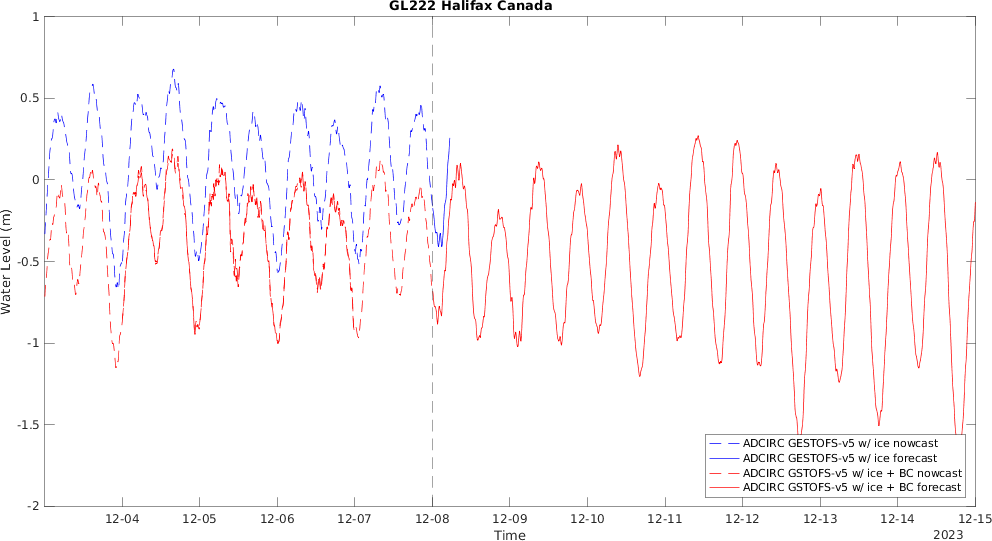 GL222 Halifax Canada
1
0.5
0
-0.5
-1
-1.5
-2
Water Level (m)
ADCIRC GESTOFS-v5 w/ ice nowcast
ADCIRC GESTOFS-v5 w/ ice forecast
ADCIRC GSTOFS-v5 w/ ice + BC nowcast
ADCIRC GSTOFS-v5 w/ ice + BC forecast
12-04 12-05 12-06 12-07 12-08 12-09 12-10 12-11 12-12 12-13 12-14 12-15
Time
2023